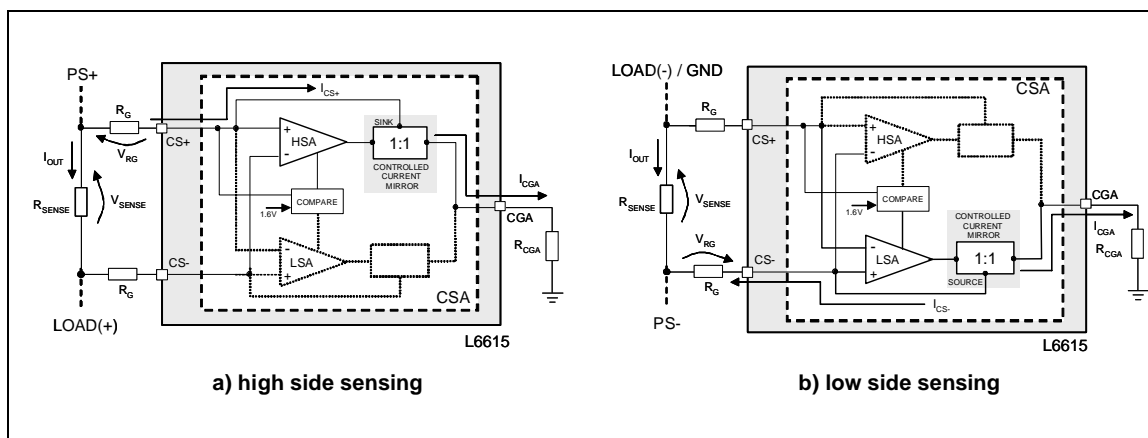 PS+
R_G
I_CS+
CS+
V_RG
I_OUT
R_SENSE
V_SENSE
+
-
HSA
SINK
1:1
CONTROLLED
CURRENT
MIRROR
1.6V
COMPARE
I_CGA
CGA
R_CGA
-
+
LSA
CS-
R_G
CSA
LOAD(+)
L6615
a) high side sensing
LOAD(-) / GND
R_G
CS+
CSA
+
-
HSA
I_OUT
R_SENSE
V_SENSE
1.6V
COMPARE
CGA
I_CGA
R_CGA
CONTROLLED
CURRENT
MIRROR
-
+
LSA
1:1
SOURCE
V_RG
CS-
R_G
I_CS-
PS-
L6615
b) low side sensing